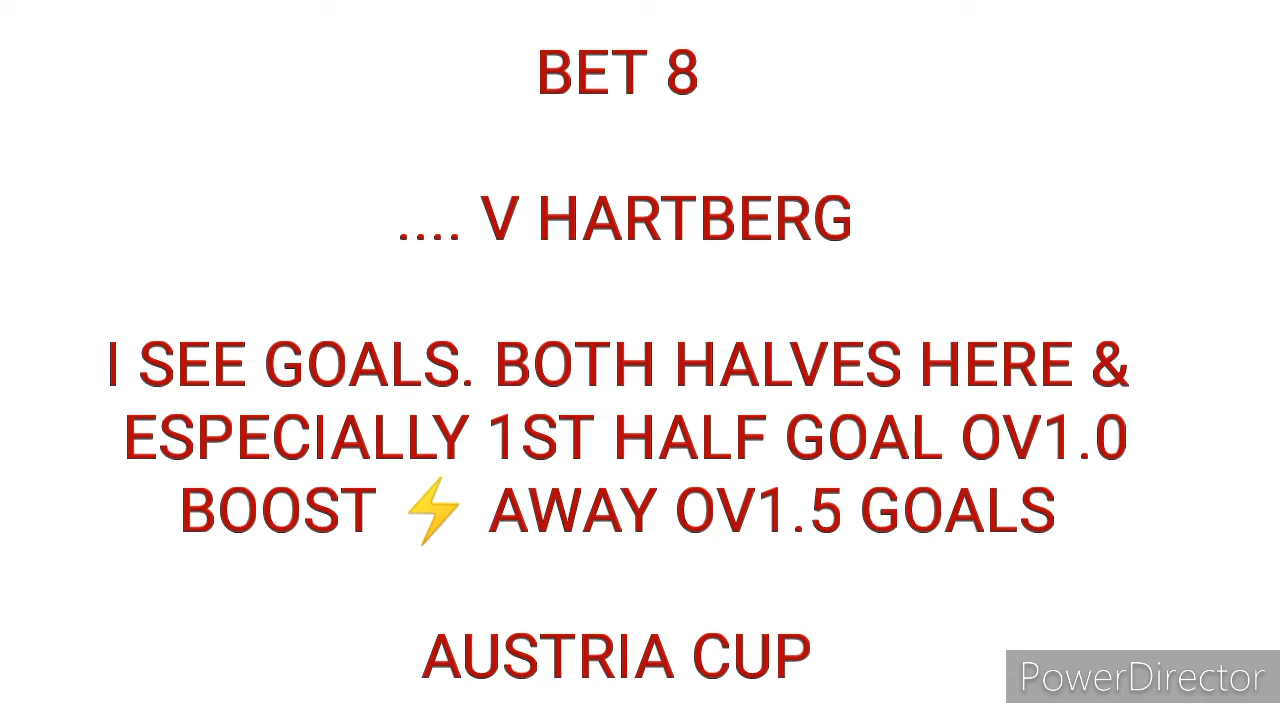 BET 8
.... V HARTBERG
I SEE GOALS. BOTH HALVES HERE &
ESPECIALLY 1ST HALF GOAL OV1.0
BOOST ⚡ AWAY OV1.5 GOALS
AUSTRIA CUP
PowerDirector